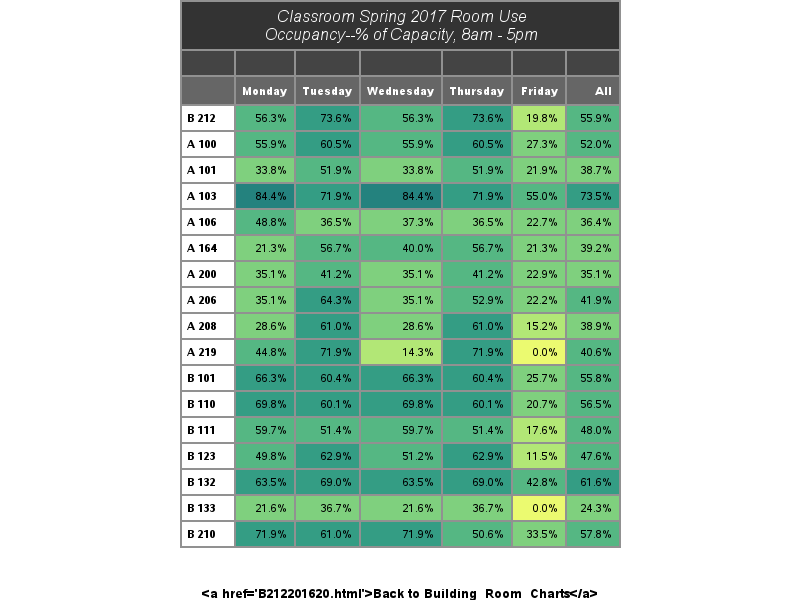 Classroom Spring 2017 Room Use
Occupancy--% of Capacity, 8am - 5pm
Monday Tuesday Wednesday Thursday Friday All
B 212 56.3% 73.6% 56.3% 73.6% 19.8% 55.9%
A 100 55.9% 60.5% 55.9% 60.5% 27.3% 52.0%
A 101 33.8% 51.9% 33.8% 51.9% 21.9% 38.7%
A 103 84.4% 71.9% 84.4% 71.9% 55.0% 73.5%
A 106 48.8% 36.5% 37.3% 36.5% 22.7% 36.4%
A 164 21.3% 56.7% 40.0% 56.7% 21.3% 39.2%
A 200 35.1% 41.2% 35.1% 41.2% 22.9% 35.1%
A 206 35.1% 64.3% 35.1% 52.9% 22.2% 41.9%
A 208 28.6% 61.0% 28.6% 61.0% 15.2% 38.9%
A 219 44.8% 71.9% 14.3% 71.9% 0.0% 40.6%
B 101 66.3% 60.4% 66.3% 60.4% 25.7% 55.8%
B 110 69.8% 60.1% 69.8% 60.1% 20.7% 56.5%
B 111 59.7% 51.4% 59.7% 51.4% 17.6% 48.0%
B 123 49.8% 62.9% 51.2% 62.9% 11.5% 47.6%
B 132 63.5% 69.0% 63.5% 69.0% 42.8% 61.6%
B 133 21.6% 36.7% 21.6% 36.7% 0.0% 24.3%
B 210 71.9% 61.0% 71.9% 50.6% 33.5% 57.8%
<a href='B212201620.html'>Back to Building_Room_Charts</a>